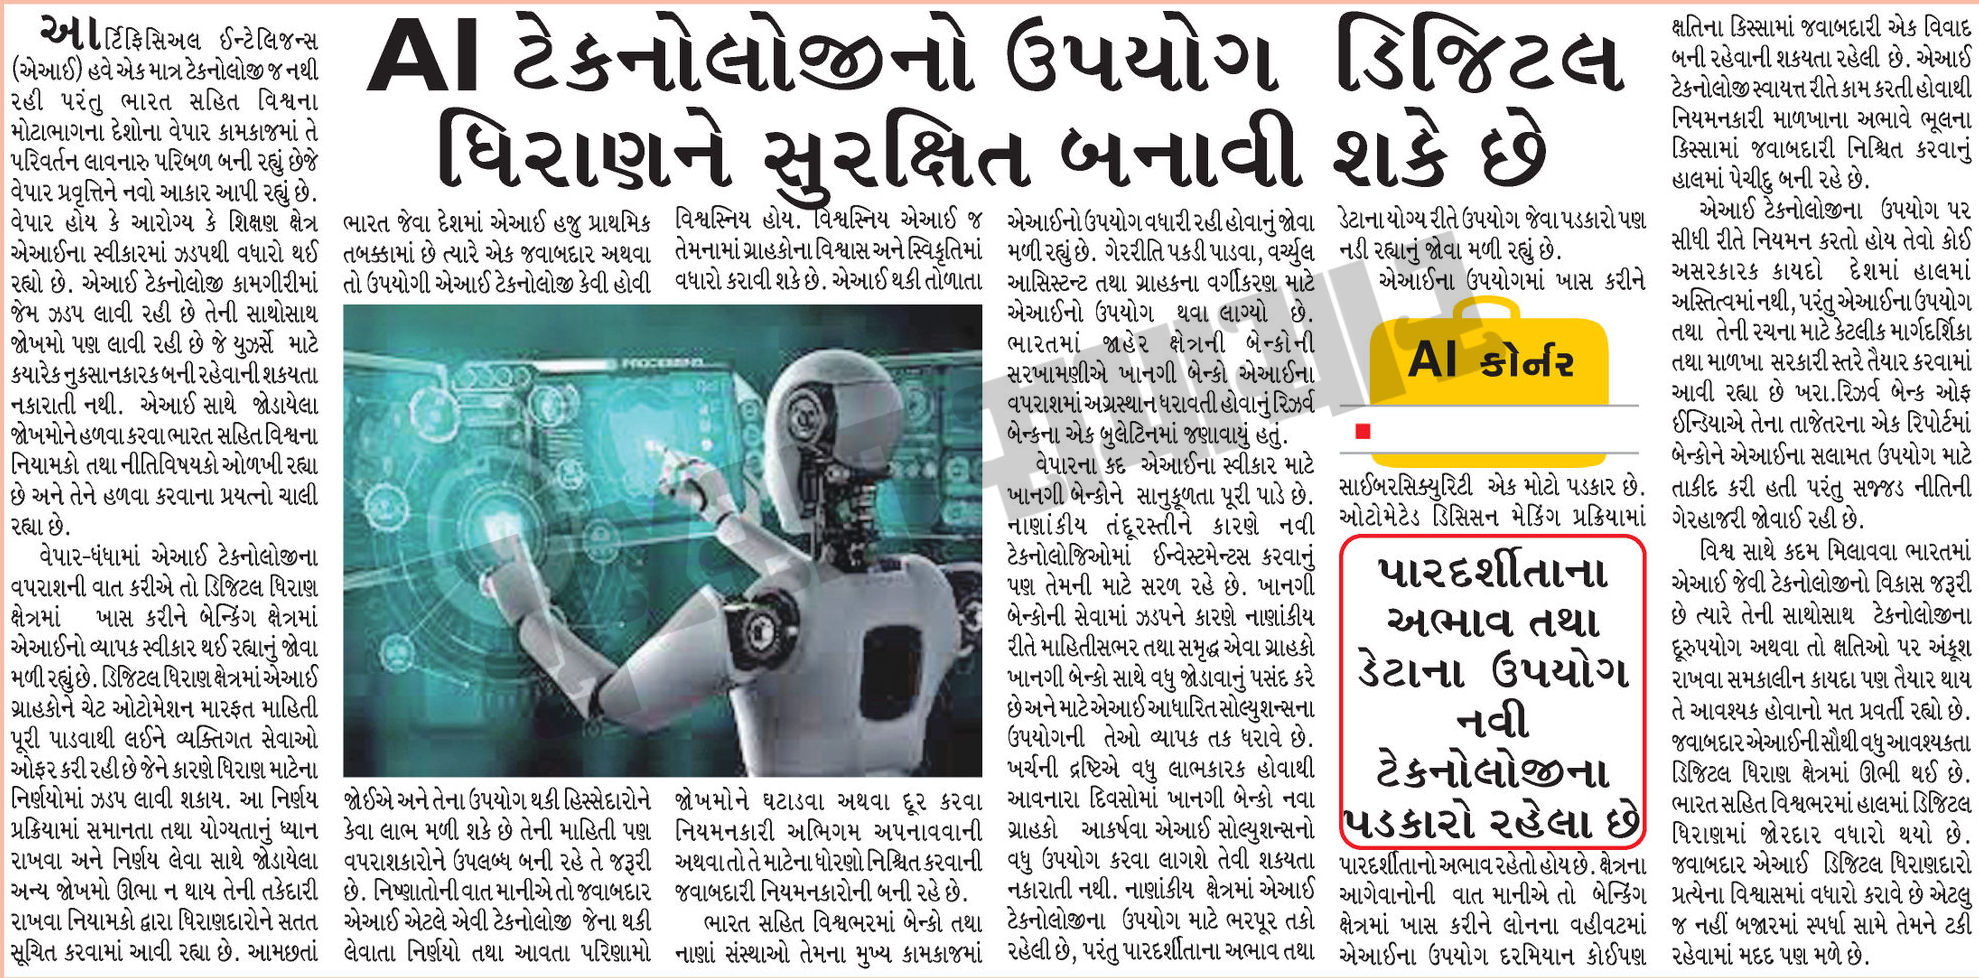 AI ટેકનોલોજીનો ઉપયોગ ડિજિટલ
ધિરાણને સુરક્ષિત બનાવી શકે છે
આર્ટિફિસિઅલ ઈન્ટેલિજન્સ
(એઆઈ) હવે એક માત્ર ટેકનોલોજી જ નથી
રહી પરંતુ ભારત સહિત વિશ્વના
મોટાભાગના દેશોના વેપાર કામકાજમાં તે
પરિવર્તન લાવનારુ પરિબળ બની રહ્યું છેજે
વેપાર પ્રવૃત્તિને નવો આકાર આપી રહ્યું છે.
વેપાર હોય કે આરોગ્ય કે શિક્ષણ ક્ષેત્ર
એઆઈના સ્વીકારમાં ઝડપથી વધારો થઈ
રહ્યો છે. એઆઈ ટેકનોલોજી કામગીરીમાં
જેમ ઝડપ લાવી રહી છે તેની સાથોસાથ
જોખમો પણ લાવી રહી છે જે યુઝર્સે માટે
કયારેક નુકસાનકારક બની રહેવાની શકયતા
નકારાતી નથી. એઆઈ સાથે જોડાયેલા
જોખમોને હળવા કરવા ભારત સહિત વિશ્વના
નિયામકો તથા નીતિવિષયકો ઓળખી રહ્યા
છે અને તેને હળવા કરવાના પ્રયત્નો ચાલી
રહ્યા છે.
વેપાર-ધંધામાં એઆઈ ટેકનોલોજીના
વપરાશની વાત કરીએ તો ડિજિટલ ધિરાણ
ક્ષેત્રમાં ખાસ કરીને બેન્કિંગ ક્ષેત્રમાં
એઆઈનો વ્યાપક સ્વીકાર થઈ રહ્યાનું જોવા
મળી રહ્યું છે. ડિજિટલ ધિરાણ ક્ષેત્રમાં એઆઈ
ગ્રાહકોને ચેટ ઓટોમેશન મારફત માહિતી
પૂરી પાડવાથી લઈને વ્યક્તિગત સેવાઓ
ઓફર કરી રહી છે જેને કારણે ધિરાણ માટેના
નિર્ણયોમાં ઝડપ લાવી શકાય. આ નિર્ણય
પ્રક્રિયામાં સમાનતા તથા યોગ્યતાનું ધ્યાન
રાખવા અને નિર્ણય લેવા સાથે જોડાયેલા
અન્ય જોખમો ઊભા ન થાય તેની તકેદારી
રાખવા નિયામકો દ્વારા ધિરાણદારોને સતત
સૂચિત કરવામાં આવી રહ્યા છે. આમછતાં
ભારત જેવા દેશમાં એઆઈ હજુ પ્રાથમિક
તબક્કામાં છે ત્યારે એક જવાબદાર અથવા
તો ઉપયોગી એઆઈ ટેકનોલોજી કેવી હોવી
PROCESSING
જોઈએ અને તેના ઉપયોગ થકી હિસ્સેદારોને
કેવા લાભ મળી શકે છે તેની માહિતી પણ
વપરાશકારોને ઉપલબ્ધ બની રહે તે જરૂરી
છે. નિષ્ણાતોની વાત માનીએ તો જવાબદાર
એઆઈ એટલે એવી ટેકનોલોજી જેના થકી
લેવાતા નિર્ણયો તથા આવતા પરિણામો
વિશ્વસ્નિય હોય. વિશ્વસ્નિય એઆઈ જ
તેમનામાં ગ્રાહકોના વિશ્વાસ અને સ્વિકૃતિમાં
વધારો કરાવી શકે છે. એઆઈ થકી તોળાતા
જોખમોને ઘટાડવા અથવા દૂર કરવા
નિયમનકારી અભિગમ અપનાવવાની
અથવા તો તે માટેના ધોરણો નિશ્ચિત કરવાની
જવાબદારી નિયમનકારોની બની રહે છે.
ભારત સહિત વિશ્વભરમાં બેન્કો તથા
નાણાં સંસ્થાઓ તેમના મુખ્ય કામકાજમાં
એઆઈનો ઉપયોગ વધારી રહી હોવાનું જોવા
મળી રહ્યું છે. ગેરરીતિ પકડી પાડવા, વર્ચ્યુલ
આસિસ્ટન્ટ તથા ગ્રાહકના વર્ગીકરણ માટે
એઆઈનો ઉપયોગ થવા લાગ્યો છે.
ભારતમાં જાહેર ક્ષેત્રની બેન્કોની
સરખામણીએ ખાનગી બેન્કો એઆઈના
વપરાશમાં અગ્રસ્થાન ધરાવતી હોવાનું રિઝર્વ
બેન્કના એક બુલેટિનમાં જણાવાયું હતું.
વેપારના કદ એઆઈના સ્વીકાર માટે
ખાનગી બેન્કોને સાનુકૂળતા પૂરી પાડે છે.
નાણાંકીય તંદૂરસ્તીને કારણે નવી
ટેકનોલોજિઓમાં ઈન્વેસ્ટમેન્ટસ કરવાનું
પણ તેમની માટે સરળ રહે છે. ખાનગી
બેન્કોની સેવામાં ઝડપને કારણે નાણાંકીય
રીતે માહિતીસભર તથા સમૃદ્ધ એવા ગ્રાહકો
ખાનગી બેન્કો સાથે વધુ જોડાવાનું પસંદ કરે
છે અને માટે એઆઈ આધારિત સોલ્યુશન્સના
ઉપયોગની તેઓ વ્યાપક તક ધરાવે છે.
ખર્ચની દ્રષ્ટિએ વધુ લાભકારક હોવાથી
આવનારા દિવસોમાં ખાનગી બેન્કો નવા
ગ્રાહકો આકર્ષવા એઆઈ સોલ્યુશન્સનો
વધુ ઉપયોગ કરવા લાગશે તેવી શકયતા
નકારાતી નથી. નાણાંકીય ક્ષેત્રમાં એઆઈ
ટેકનોલોજીના ઉપયોગ માટે ભરપૂર તકો
રહેલી છે, પરંતુ પારદર્શીતાના અભાવ તથા
ડેટાના યોગ્ય રીતે ઉપયોગ જેવા પડકારો પણ
નડી રહ્યાનું જોવા મળી રહ્યું છે.
એઆઈના ઉપયોગમાં ખાસ કરીને
AI કોર્નર
સાઈબરસિક્યુરિટી એક મોટો પડકાર છે.
ઓટોમેટેડ ડિસિસન મેકિંગ પ્રક્રિયામાં
પારદર્શીતાના
અભાવ તથા
ડેટાના ઉપયોગ
નવી
ટેકનોલોજીના
પડકારો રહેલા છે
પારદર્શીતાનો અભાવ રહેતો હોય છે. ક્ષેત્રના
આગેવાનોની વાત માનીએ તો બેન્કિંગ
ક્ષેત્રમાં ખાસ કરીને લોનના વહીવટમાં
એઆઈના ઉપયોગ દરમિયાન કોઈપણ
ક્ષતિના કિસ્સામાં જવાબદારી એક વિવાદ
બની રહેવાની શકયતા રહેલી છે. એઆઈ
ટેકનોલોજી સ્વાયત્ત રીતે કામ કરતી હોવાથી
નિયમનકારી માળખાના અભાવે ભૂલના
કિસ્સામાં જવાબદારી નિશ્ચિત કરવાનું
હાલમાં પેચીદુ બની રહે છે.
એઆઈ ટેકનોલોજીના ઉપયોગ પર
સીધી રીતે નિયમન કરતો હોય તેવો કોઈ
અસરકારક કાયદો દેશમાં હાલમાં
અસ્તિત્વમાં નથી, પરંતુ એઆઈના ઉપયોગ
તથા તેની રચના માટે કેટલીક માર્ગદર્શિકા
તથા માળખા સરકારી સ્તરે તૈયાર કરવામાં
આવી રહ્યા છે ખરા.રિઝર્વ બેન્ક ઓફ
ઈન્ડિયાએ તેના તાજેતરના એક રિપોર્ટમાં
બેન્કોને એઆઈના સલામત ઉપયોગ માટે
તાકીદ કરી હતી પરંતુ સજ્જડ નીતિની
ગેરહાજરી જોવાઈ રહી છે.
વિશ્વ સાથે કદમ મિલાવવા ભારતમાં
એઆઈ જેવી ટેકનોલોજીનો વિકાસ જરૂરી
છે ત્યારે તેની સાથોસાથ ટેકનોલોજીના
દૂરુપયોગ અથવા તો ક્ષતિઓ પર અંકૂશ
રાખવા સમકાલીન કાયદા પણ તૈયાર થાય
તે આવશ્યક હોવાનો મત પ્રવર્તી રહ્યો છે.
જવાબદાર એઆઈની સૌથી વધુ આવશ્યકતા
ડિજિટલ ધિરાણ ક્ષેત્રમાં ઊભી થઈ છે.
ભારત સહિત વિશ્વભરમાં હાલમાં ડિજિટલ
ધિરાણમાં જોરદાર વધારો થયો છે.
જવાબદાર એઆઈ ડિજિટલ ધિરાણદારો
પ્રત્યેના વિશ્વાસમાં વધારો કરાવે છે એટલુ
જ નહીં બજારમાં સ્પર્ધા સામે તેમને ટકી
રહેવામાં મદદ પણ મળે છે.